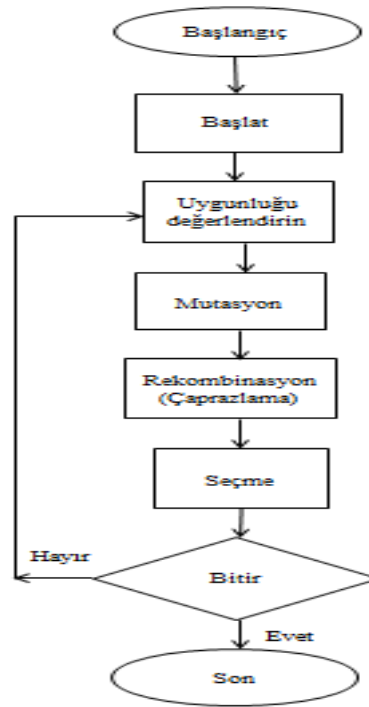 Başlangıç
Başlat
Uygunluğu
değerlendirin
Mutasyon
Rekombinasyon
(Çaprazlama)
Seçme
Hayır
Bitir
Evet
Son